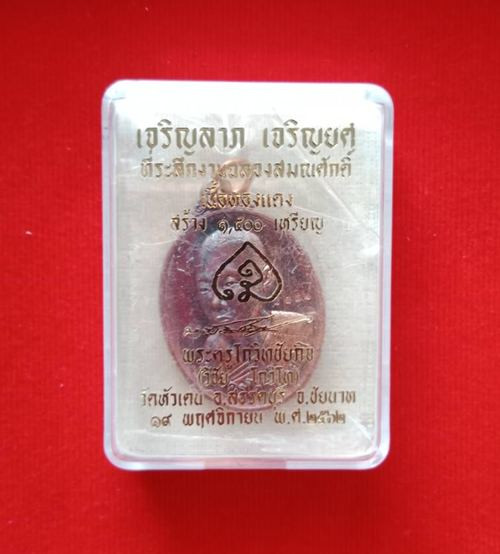 เจริญลาภ เจริญยศ
ที่ระลึกงานฉลองสมณศักดิ์
เนื้อทองแดง
สร้าง ๑,๕๐๐ เหรียญ
พระครูโกวิทชัยกิจ
(วิชัย โกวิโท)
วัดหัวเด่น อ.สรรคบุรี จ.ชัยนาท
๑๙ พฤศจิกายน พ.ศ.๒๕๖๒